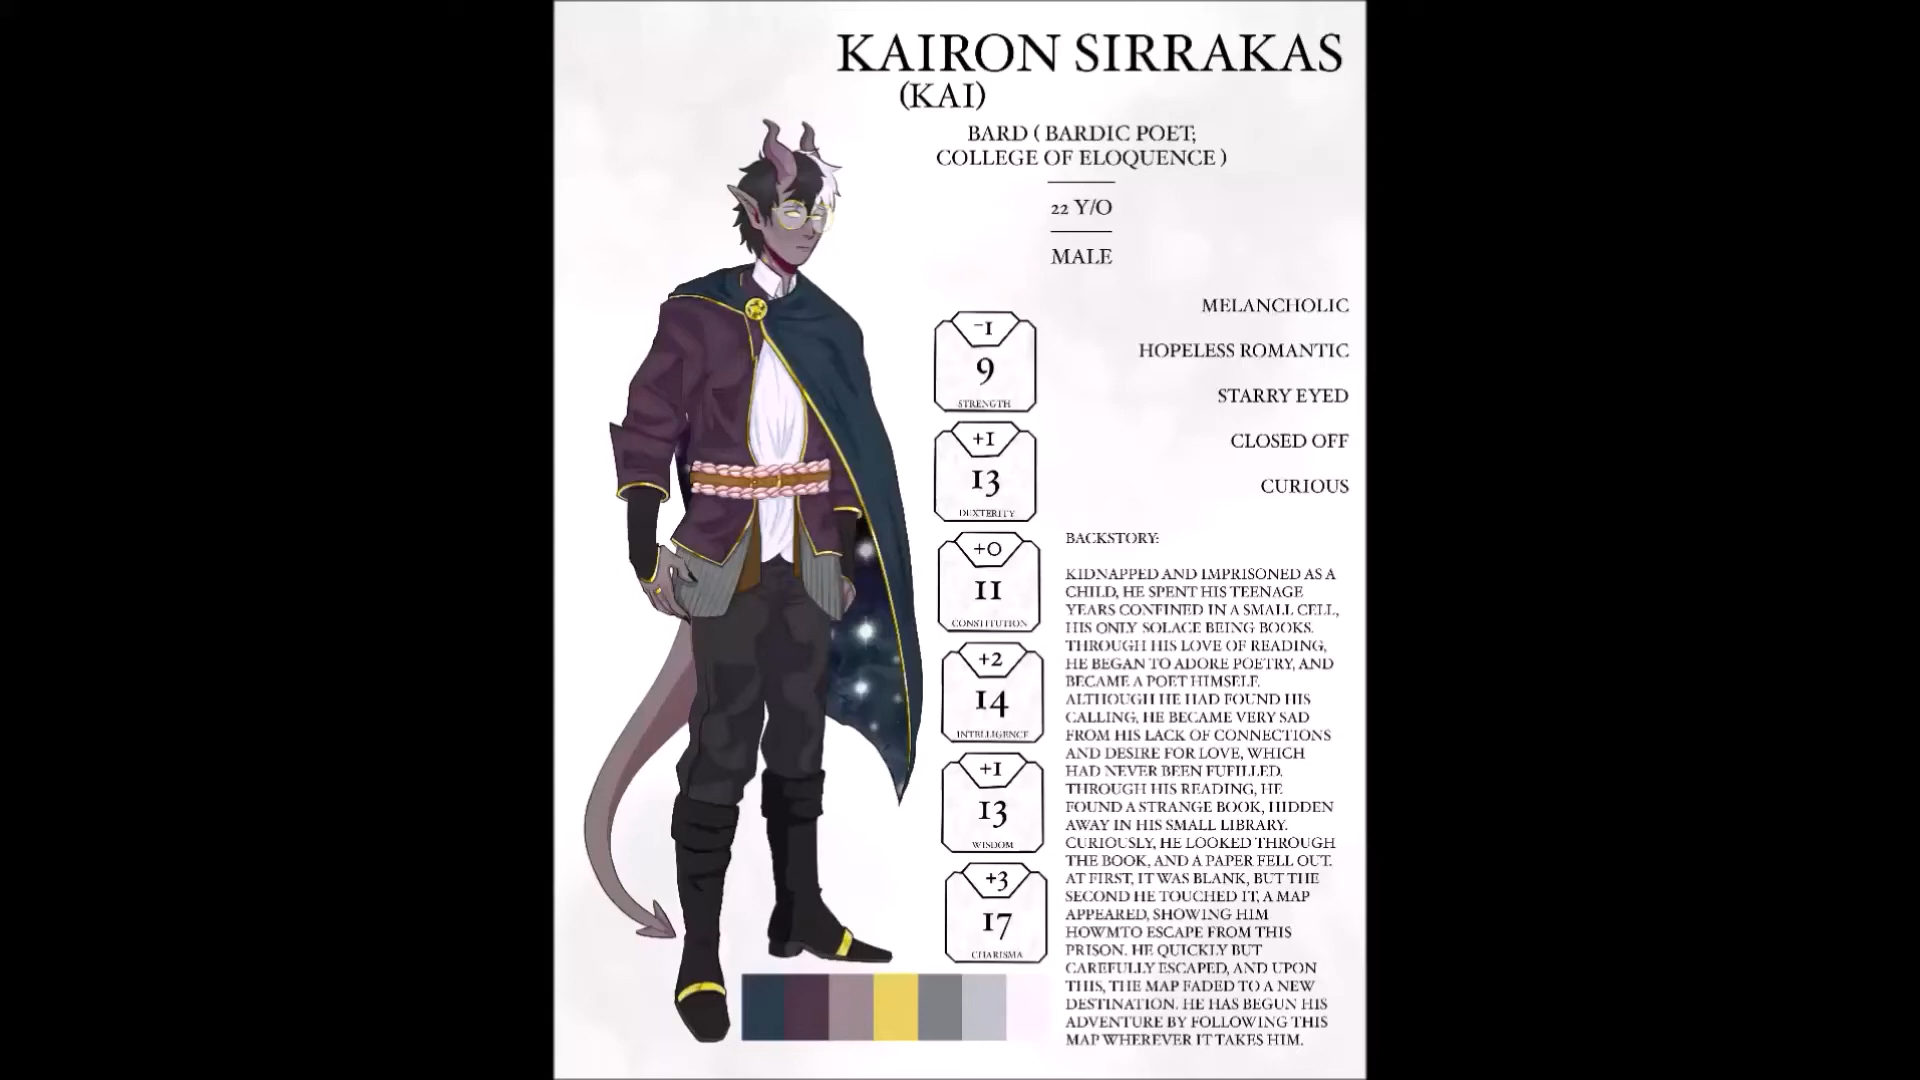 KAIRON SIRRAKAS
(KAI)
BARD ( BARDIC POET;
COLLEGE OF ELOQUENCE )
22 Y/O
MALE
MELANCHOLIC
HOPELESS ROMANTIC
STARRY EYED
CLOSED OFF
CURIOUS
-1
9
STRENGTH
+1
13
DEXTERITY
+0
11
CONSTITUTION
+2
14
INTELLIGENCE
+1
13
WISDOM
+3
17
CHARISMA
BACKSTORY:
KIDNAPPED AND IMPRISONED AS A
CHILD, HE SPENT HIS TEENAGE
YEARS CONFINED IN A SMALL CELL,
HIS ONLY SOLACE BEING BOOKS.
THROUGH HIS LOVE OF READING,
HE BEGAN TO ADORE POETRY, AND
BECAME A POET HIMSELF.
ALTHOUGH HE HAD FOUND HIS
CALLING, HE BECAME VERY SAD
FROM HIS LACK OF CONNECTIONS
AND DESIRE FOR LOVE, WHICH
HAD NEVER BEEN FUFILLED.
THROUGH HIS READING, HE
FOUND A STRANGE BOOK, HIDDEN
AWAY IN HIS SMALL LIBRARY.
CURIOUSLY, HE LOOKED THROUGH
THE BOOK, AND A PAPER FELL OUT.
AT FIRST, IT WAS BLANK, BUT THE
SECOND HE TOUCHED IT, A MAP
APPEARED, SHOWING HIM
HOWMTO ESCAPE FROM THIS
PRISON. HE QUICKLY BUT
CAREFULLY ESCAPED, AND UPON
THIS, THE MAP FADED TO A NEW
DESTINATION. HE HAS BEGUN HIS
ADVENTURE BY FOLLOWING THIS
MAP WHEREVER IT TAKES HIM.